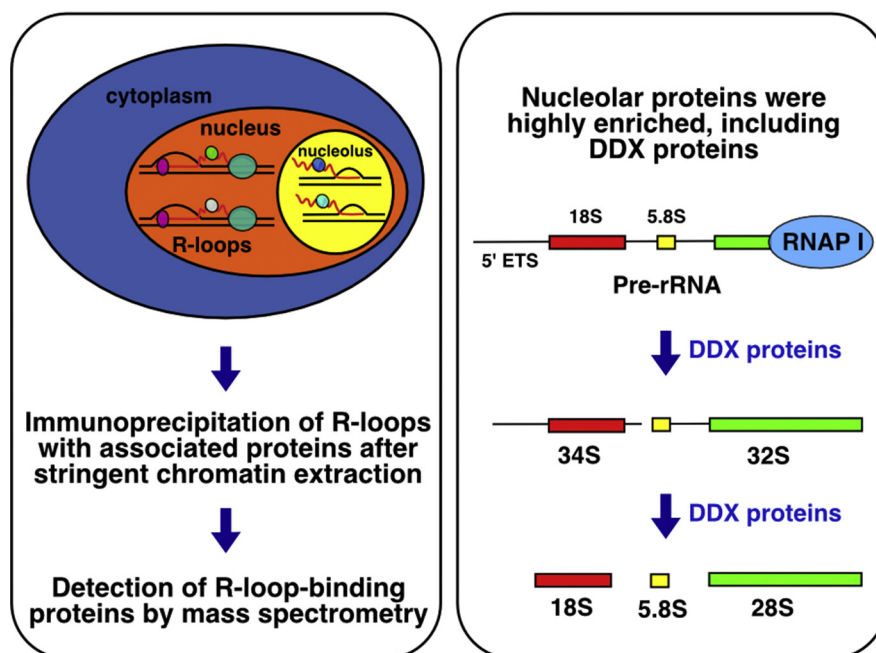 cytoplasm
nucleus
nucleolus
R-loops
Immunoprecipitation of R-loops
with associated proteins after
stringent chromatin extraction
Detection of R-loop-binding
proteins by mass spectrometry
Nucleolar proteins were
highly enriched, including
DDX proteins
18S 5.8S
RNAP I
5' ETS
Pre-rRNA
DDX proteins
34S 32S
DDX proteins
18S 5.8S 28S